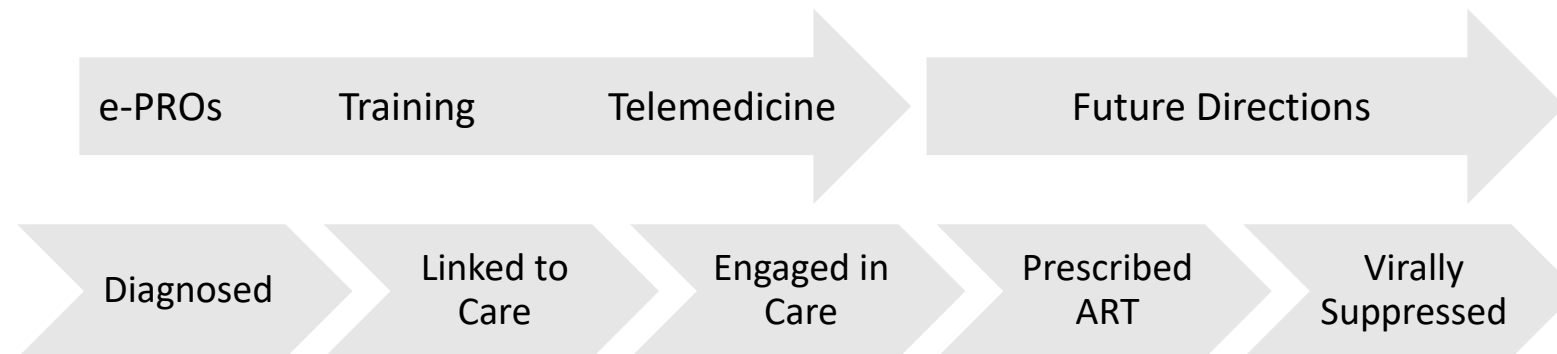 e-PROs Training Telemedicine
Future Directions
Diagnosed
Linked to
Care
Engaged in
Care
Prescribed
ART
Virally
Suppressed